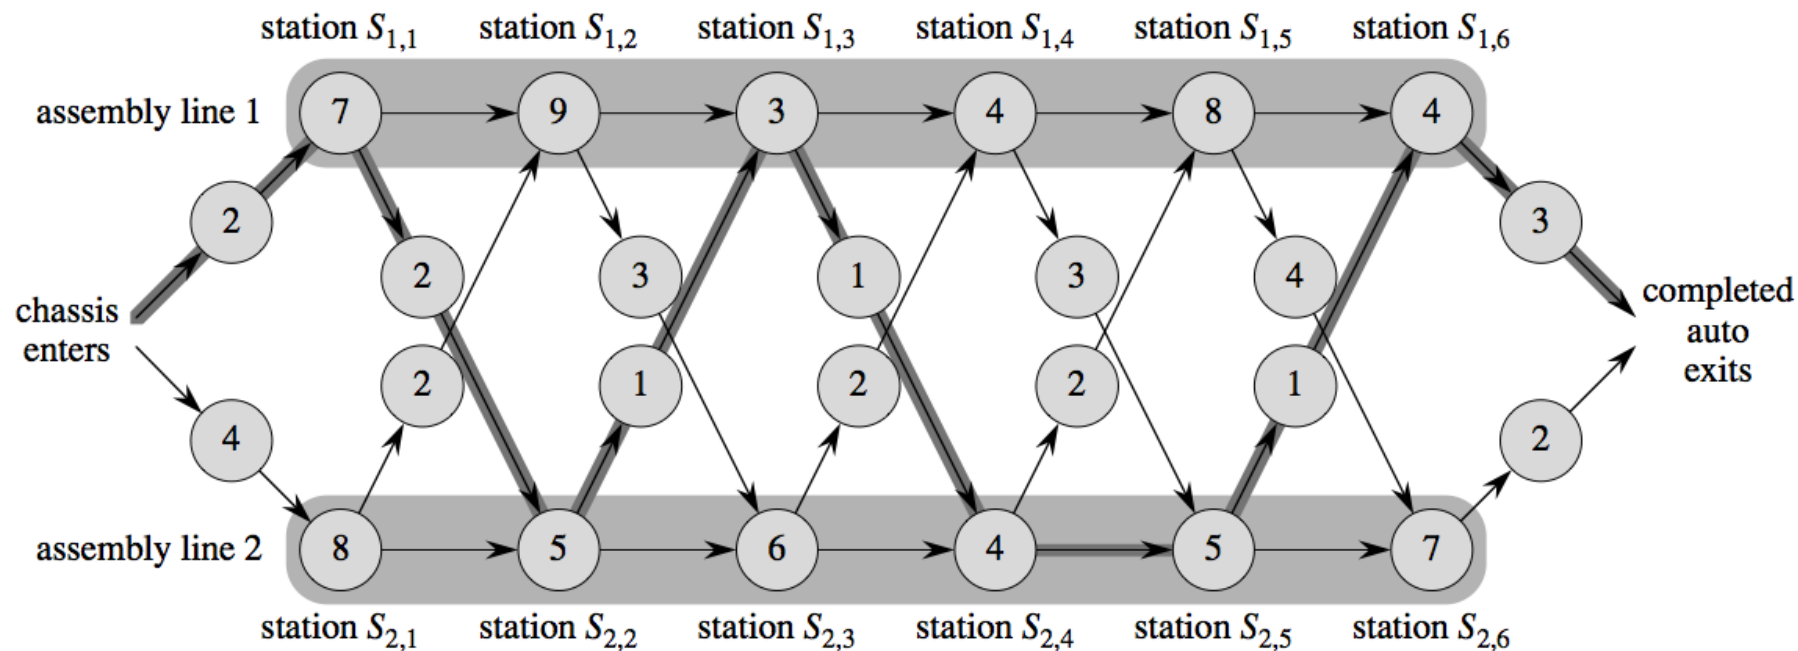 station S1,1 station S1,2 station S1,3 station S1,4 station S1,5 station S1,6
assembly line 1 7 9 3 4 8 4
2 3
2 3 1 3 4
chassis
enters
completed
auto
exits
2 1 2 2 1
4 2
assembly line 2 8 5 6 4 5 7
station S2,1 station S2,2 station S2,3 station S2,4 station S2,5 station S2,6